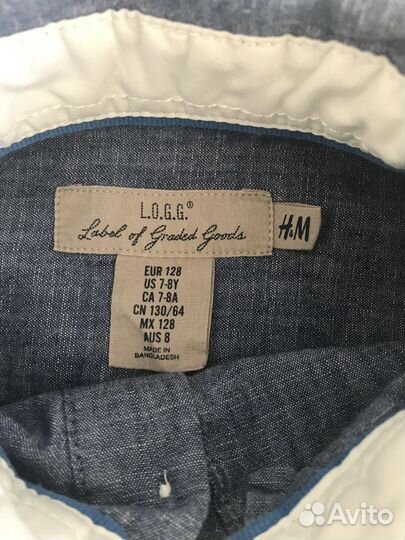 L.O.G.G.®
Label of Graded Goods
H&M
EUR 128
US 7-8Y
CA 7-8A
CN 130/64
MX 128
AUS 8
MADE IN
BANGLADESH
Avito